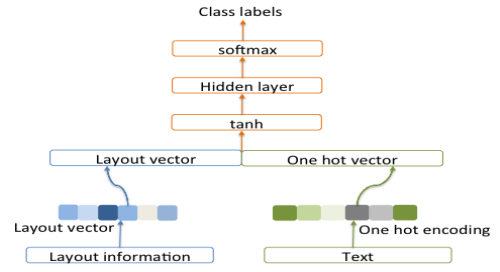 Class labels
softmax
Hidden layer
tanh
Layout vector
One hot vector
Layout vector
One hot encoding
Layout information
Text